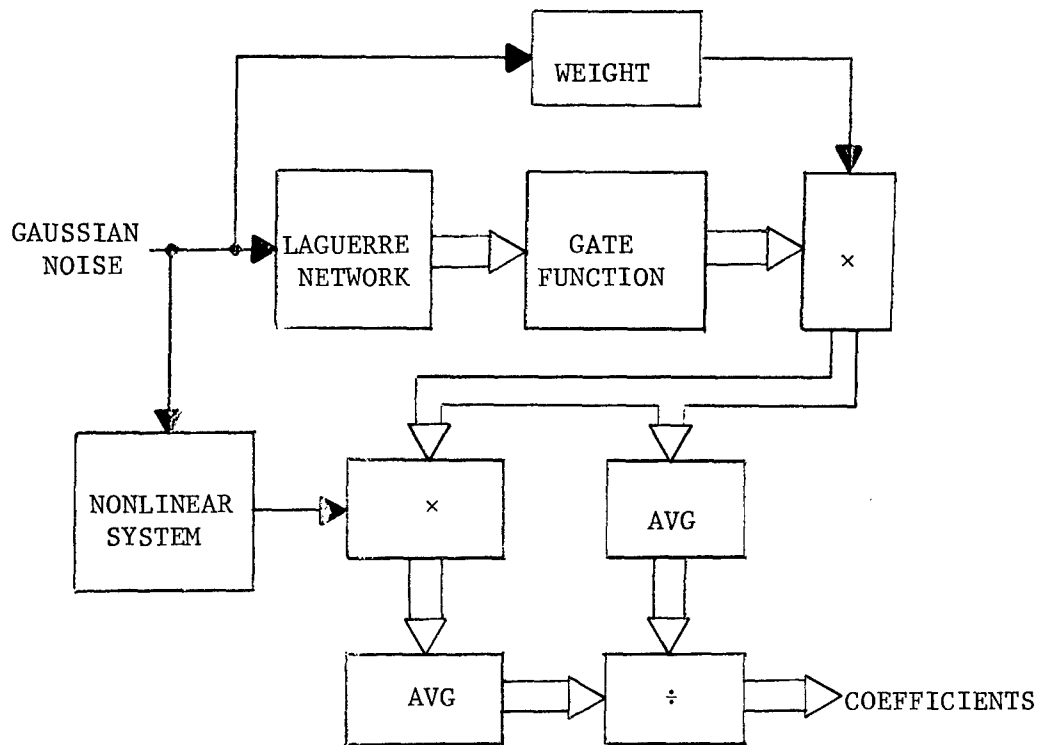 WEIGHT
GAUSSIAN
NOISE
LAGUERRE
NETWORK
GATE
FUNCTION
×
NONLINEAR
SYSTEM
×
AVG
AVG
÷
COEFFICIENTS